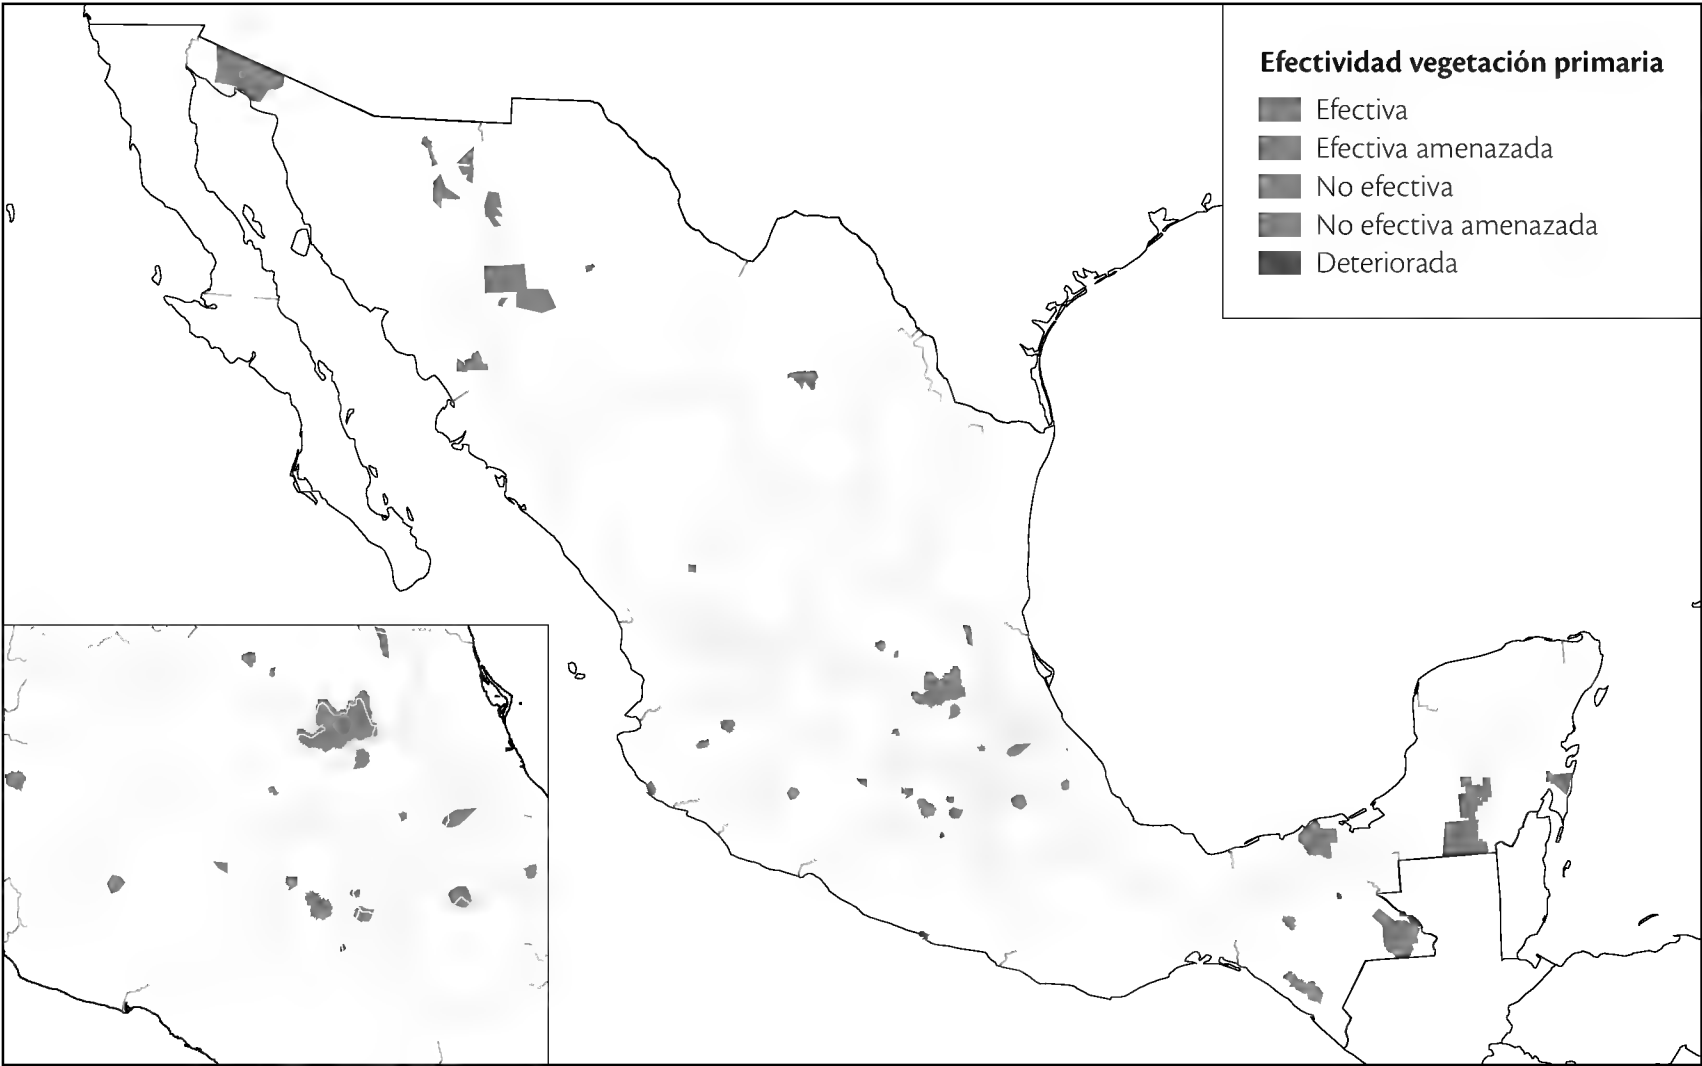 Efectividad vegetación primaria
Efectiva
Efectiva amenazada
No efectiva
No efectiva amenazada
Deteriorada